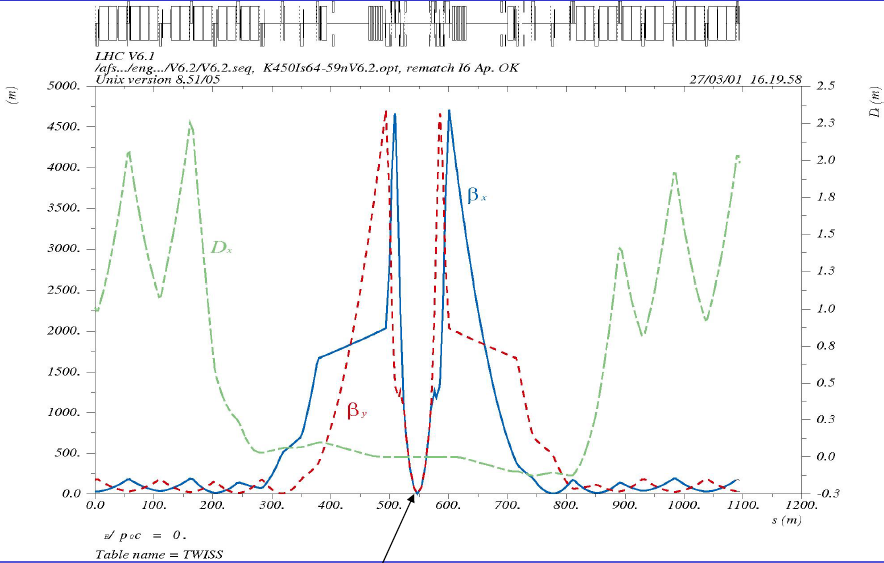 LHC V6.1
/afs.../eng.../V6.2/V6.2.seq, K450Is64-59nV6.2.opt, rematch I6 Ap. OK
Unix version 8.51/05 27/03/01 16.19.58
(m)
5000.
4500.
4000.
3500.
3000.
2500.
2000.
1500.
1000.
500.
0.0
βx
Dx
βy
D (m)
2.5
2.3
2.0
1.8
1.5
1.3
1.0
0.8
0.5
0.3
0.0
-0.3
0.0 100. 200. 300. 400. 500. 600. 700. 800. 900. 1000. 1100. 1200.
s (m)
/ p0c = 0.
Table name = TWISS